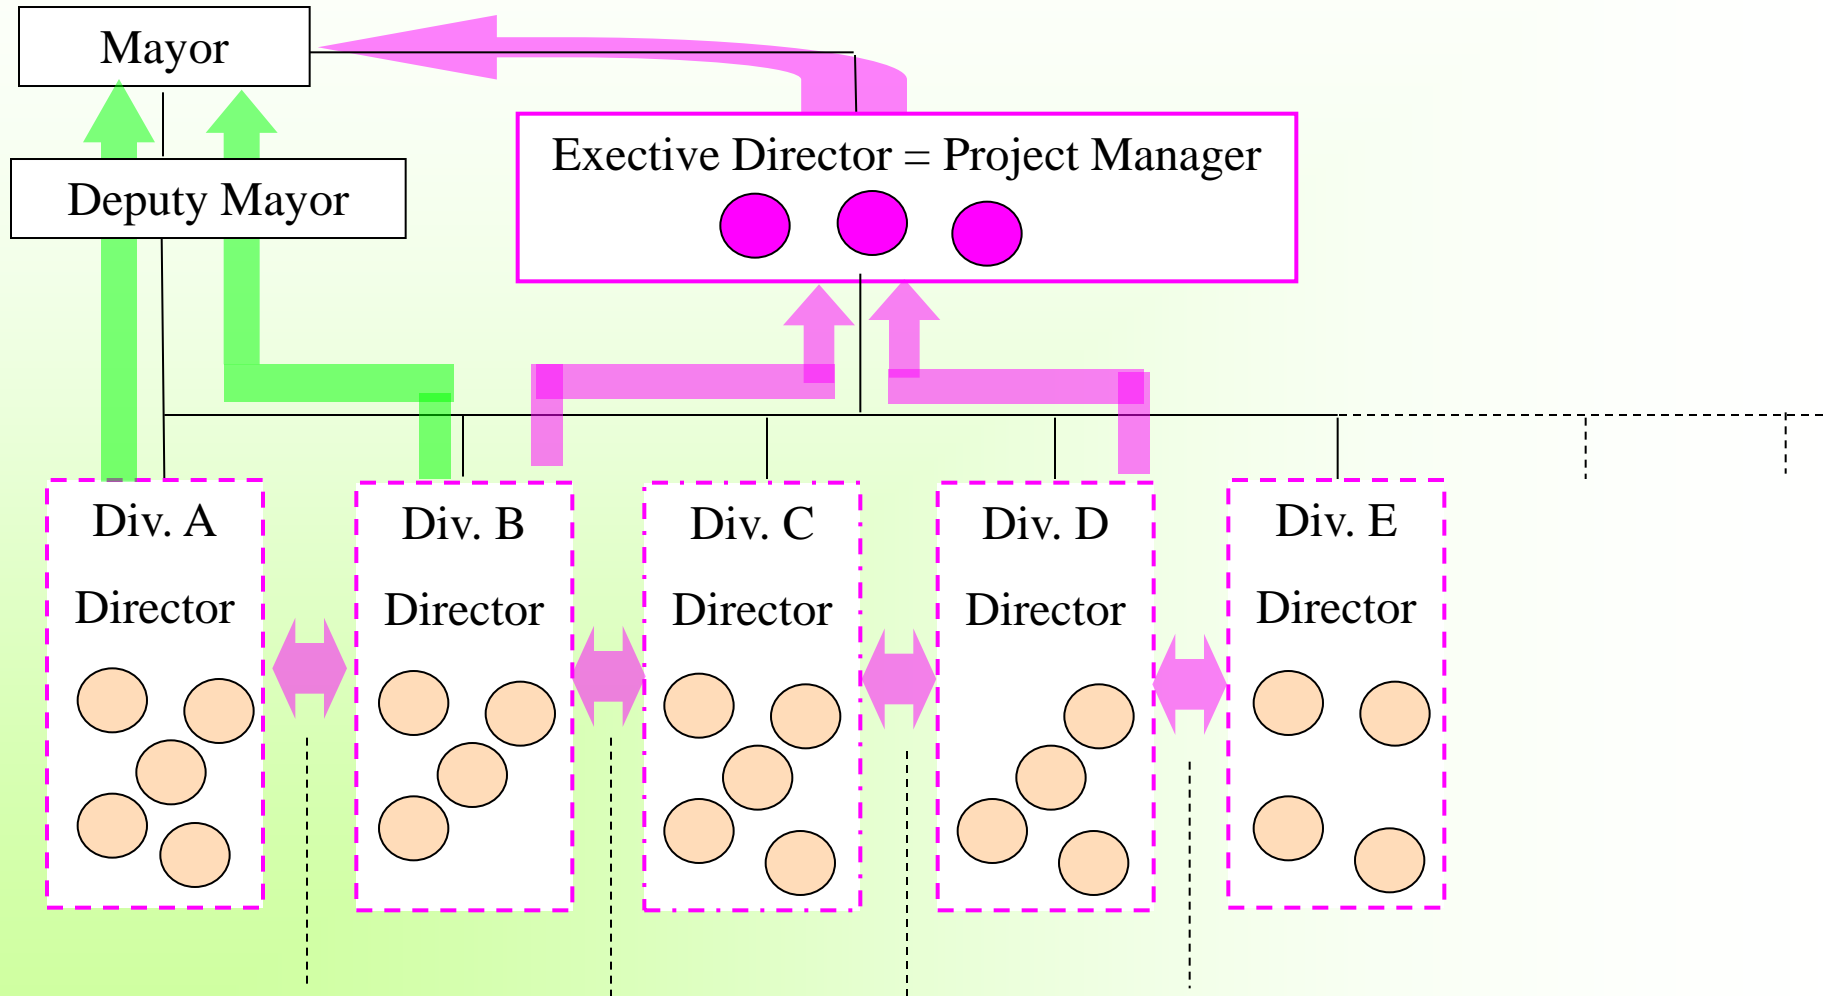 Mayor
Exective Director = Project Manager
Deputy Mayor
Div. A
Director
Div. B
Director
Div. C
Director
Div. D
Director
Div. E
Director